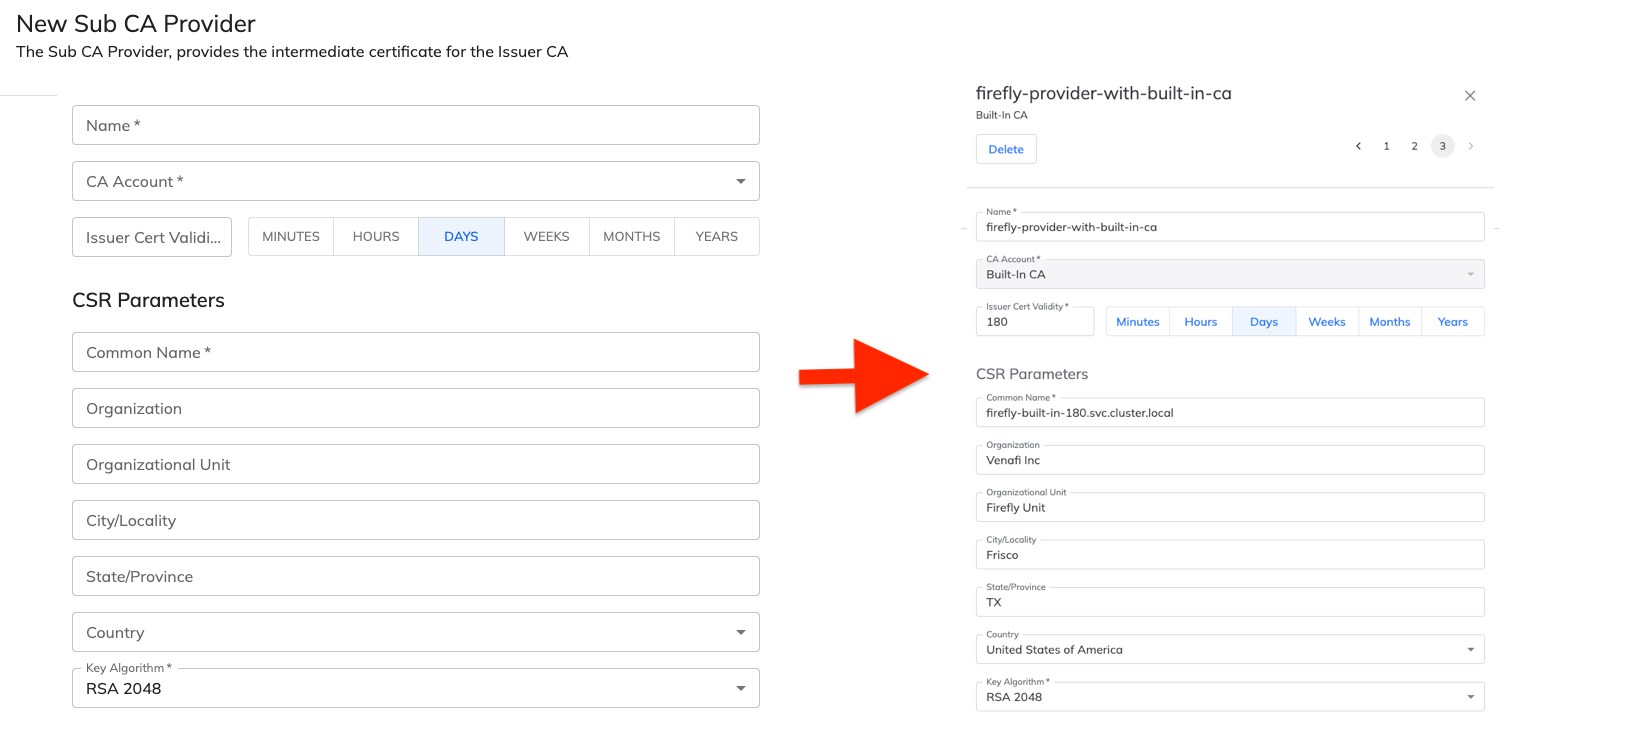 New Sub CA Provider
The Sub CA Provider, provides the intermediate certificate for the Issuer CA
Name *
CA Account *
Issuer Cert Validi...
MINUTES HOURS DAYS WEEKS MONTHS YEARS
CSR Parameters
Common Name *
Organization
Organizational Unit
City/Locality
State/Province
Country
Key Algorithm *
RSA 2048
firefly-provider-with-built-in-ca
Built-In CA
Delete
1 2 3
Name *
firefly-provider-with-built-in-ca
CA Account *
Built-In CA
Issuer Cert Validity *
180
Minutes Hours Days Weeks Months Years
CSR Parameters
Common Name *
firefly-built-in-180.svc.cluster.local
Organization
Venafi Inc
Organizational Unit
Firefly Unit
City/Locality
Frisco
State/Province
TX
Country
United States of America
Key Algorithm *
RSA 2048